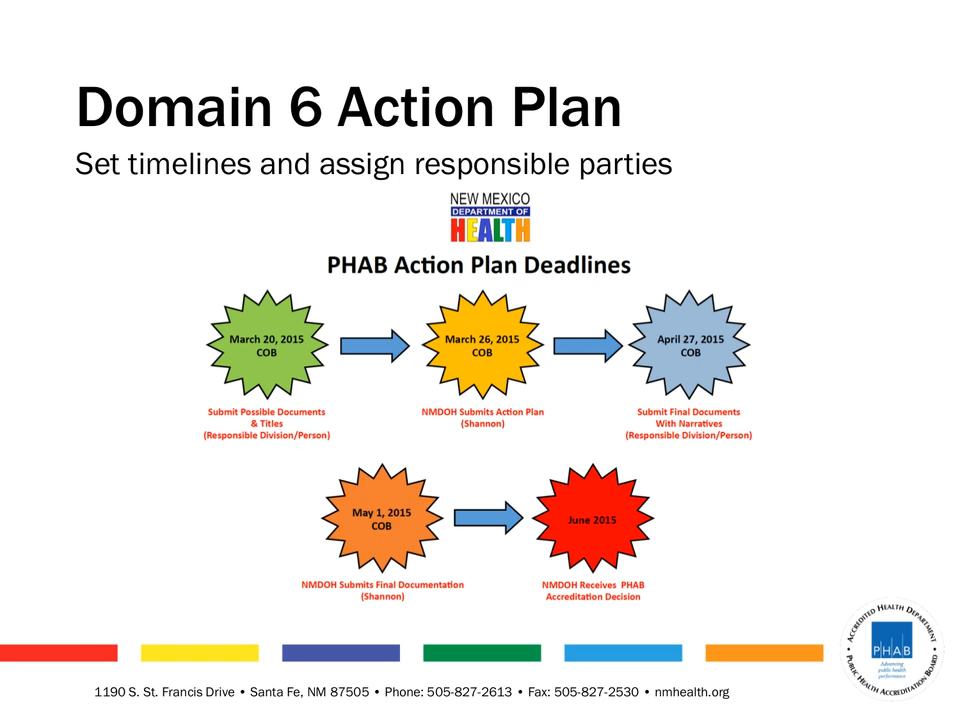 Domain 6 Action Plan
Set timelines and assign responsible parties
NEW MEXICO
DEPARTMENT OF
HEALTH
PHAB Action Plan Deadlines
March 20, 2015
COB
March 26, 2015
COB
April 27, 2015
COB
Submit Possible Documents
& Titles
(Responsible Division/Person)
NMDOH Submits Action Plan
(Shannon)
Submit Final Documents
With Narratives
(Responsible Division/Person)
May 1, 2015
COB
June 2015
NMDOH Submits Final Documentation
(Shannon)
NMDOH Receives PHAB
Accreditation Decision
ACCREDITED HEALTH DEPARTMENT
PHAB
Advancing
public health
performance
PUBLIC HEALTH ACCREDITATION BOARD
1190 S. St. Francis Drive • Santa Fe, NM 87505 • Phone: 505-827-2613 • Fax: 505-827-2530 • nmhealth.org